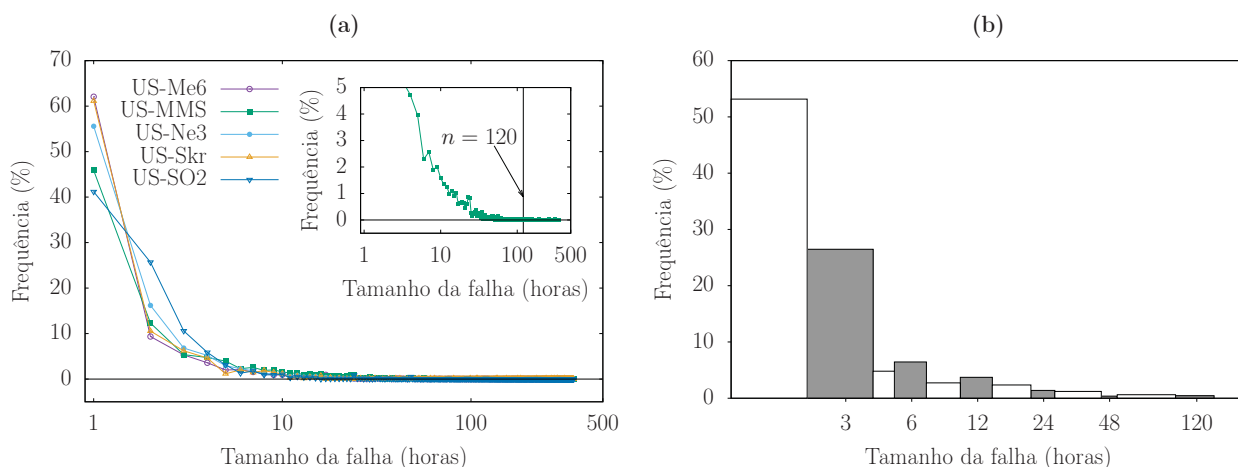 (a)
Frequência (%)
70
60
50
40
30
20
10
0
US-Me6
US-MMS
US-Ne3
US-Skr
US-SO2
1
10
100
500
Tamanho da falha (horas)
Frequência (%)
5
4
3
2
1
0
n = 120
1
10
100
500
Tamanho da falha (horas)
(b)
Frequência (%)
60
50
40
30
20
10
0
3
6
12
24
48
120
Tamanho da falha (horas)